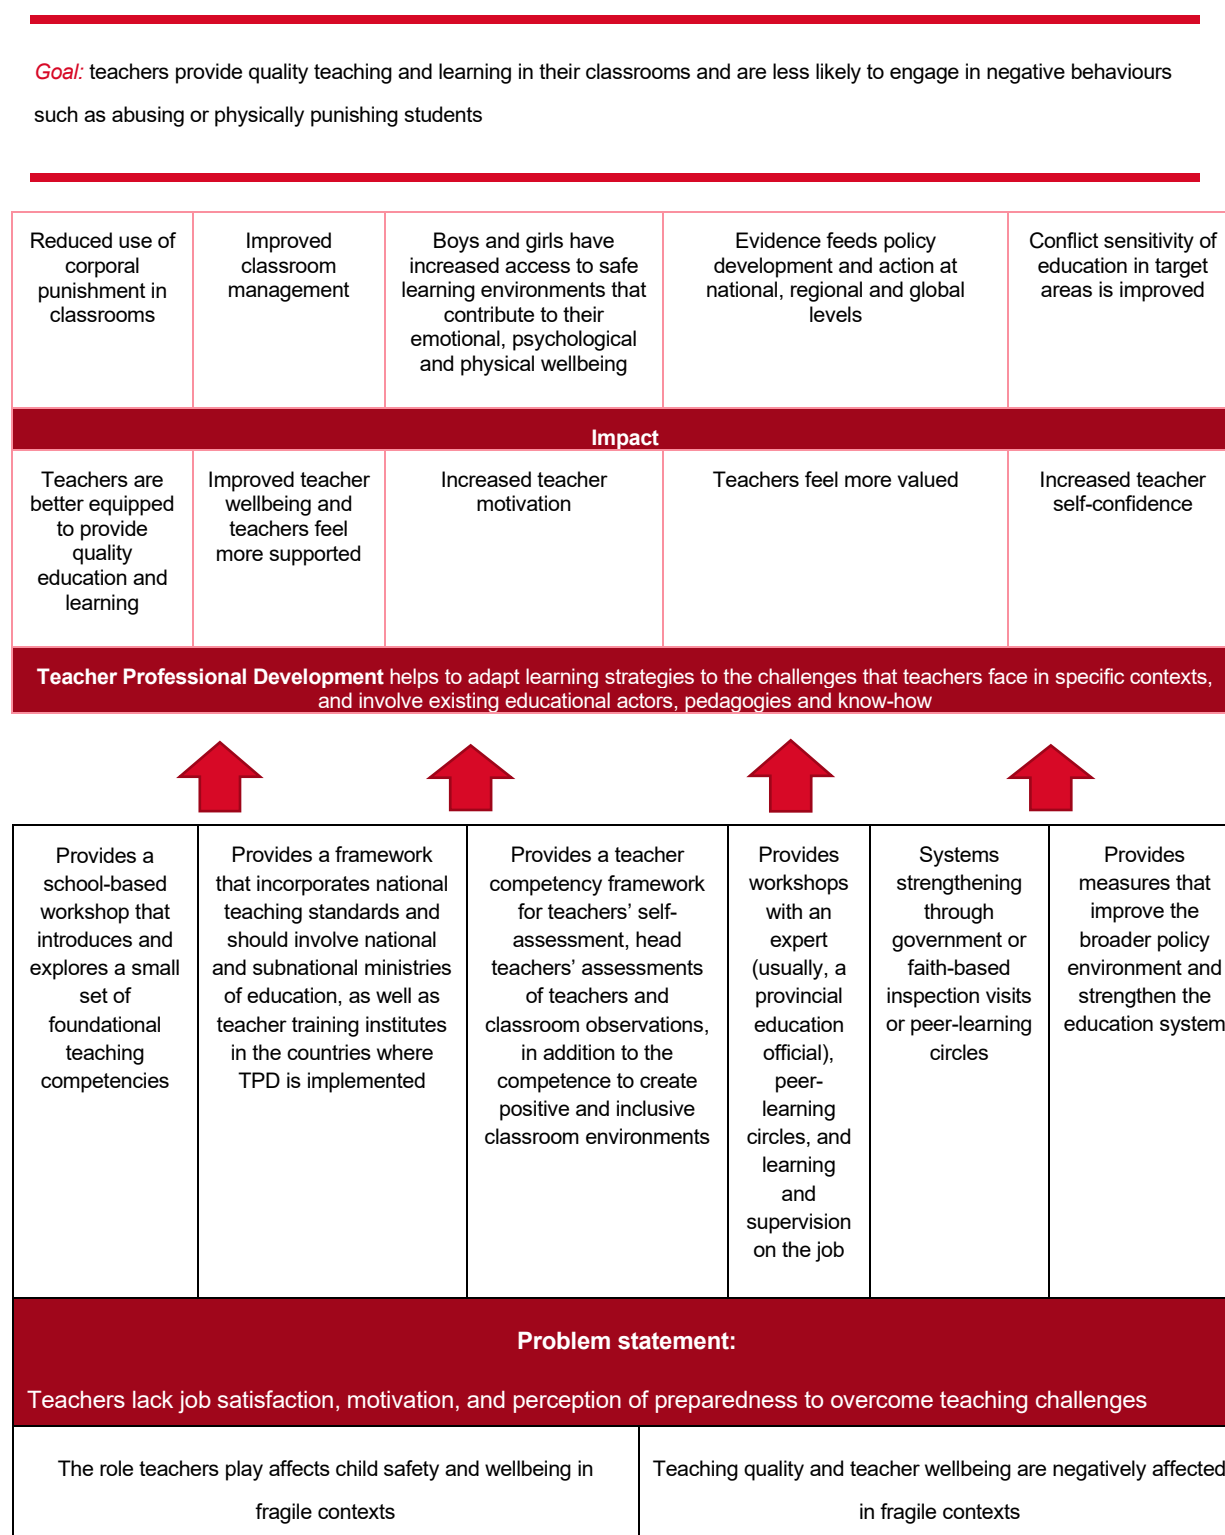 Goal: teachers provide quality teaching and learning in their classrooms and are less likely to engage in negative behaviours
such as abusing or physically punishing students
Reduced use of
corporal
punishment in
classrooms
Improved
classroom
management
Boys and girls have
increased access to safe
learning environments that
contribute to their
emotional, psychological
and physical wellbeing
Evidence feeds policy
development and action at
national, regional and global
levels
Conflict sensitivity of
education in target
areas is improved
Impact
Teachers are
better equipped
to provide
quality
education and
learning
Improved teacher
wellbeing and
teachers feel
more supported
Increased teacher
motivation
Teachers feel more valued
Increased teacher
self-confidence
Teacher Professional Development helps to adapt learning strategies to the challenges that teachers face in specific contexts,
and involve existing educational actors, pedagogies and know-how
Provides a
school-based
workshop that
introduces and
explores a small
set of
foundational
teaching
competencies
Provides a framework
that incorporates national
teaching standards and
should involve national
and subnational ministries
of education, as well as
teacher training institutes
in the countries where
TPD is implemented
Provides a teacher
competency framework
for teachers’ self-
assessment, head
teachers’ assessments
of teachers and
classroom observations,
in addition to the
competence to create
positive and inclusive
classroom environments
Provides
workshops
with an
expert
(usually, a
provincial
education
official),
peer-
learning
circles, and
learning
and
supervision
on the job
Systems
strengthening
through
government or
faith-based
inspection visits
or peer-learning
circles
Provides
measures that
improve the
broader policy
environment and
strengthen the
education system
Problem statement:
Teachers lack job satisfaction, motivation, and perception of preparedness to overcome teaching challenges
The role teachers play affects child safety and wellbeing in
fragile contexts
Teaching quality and teacher wellbeing are negatively affected
in fragile contexts